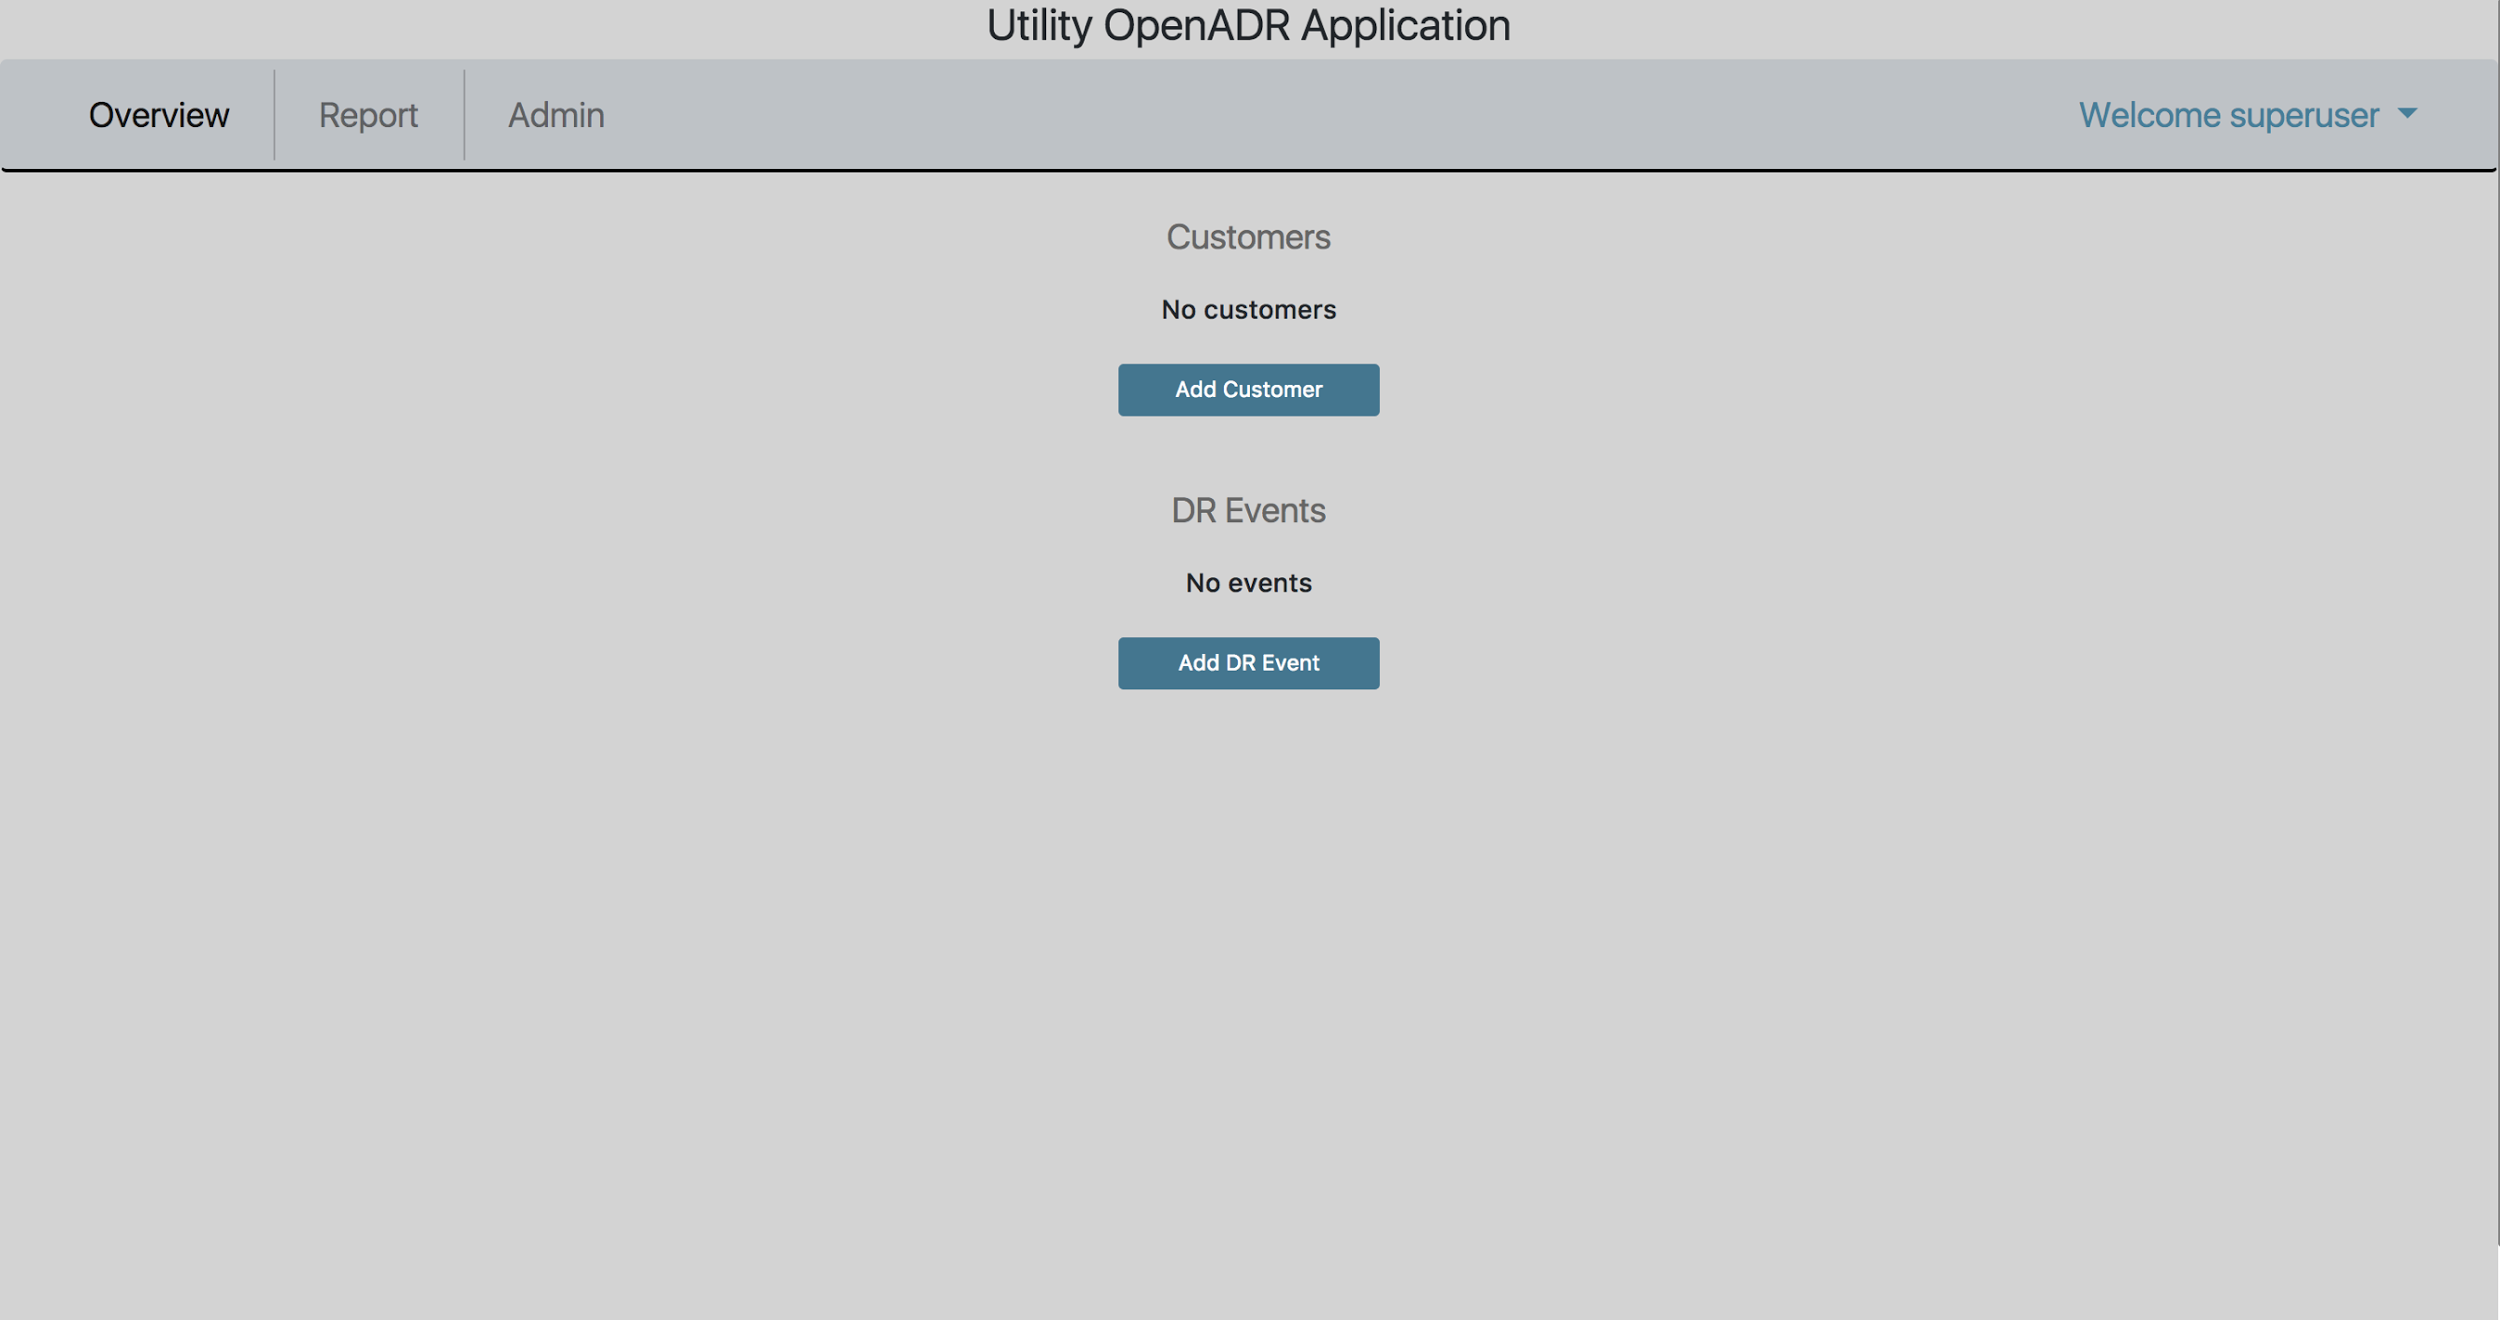 Utility OpenADR Application
Overview Report Admin Welcome superuser
Customers
No customers
Add Customer
DR Events
No events
Add DR Event